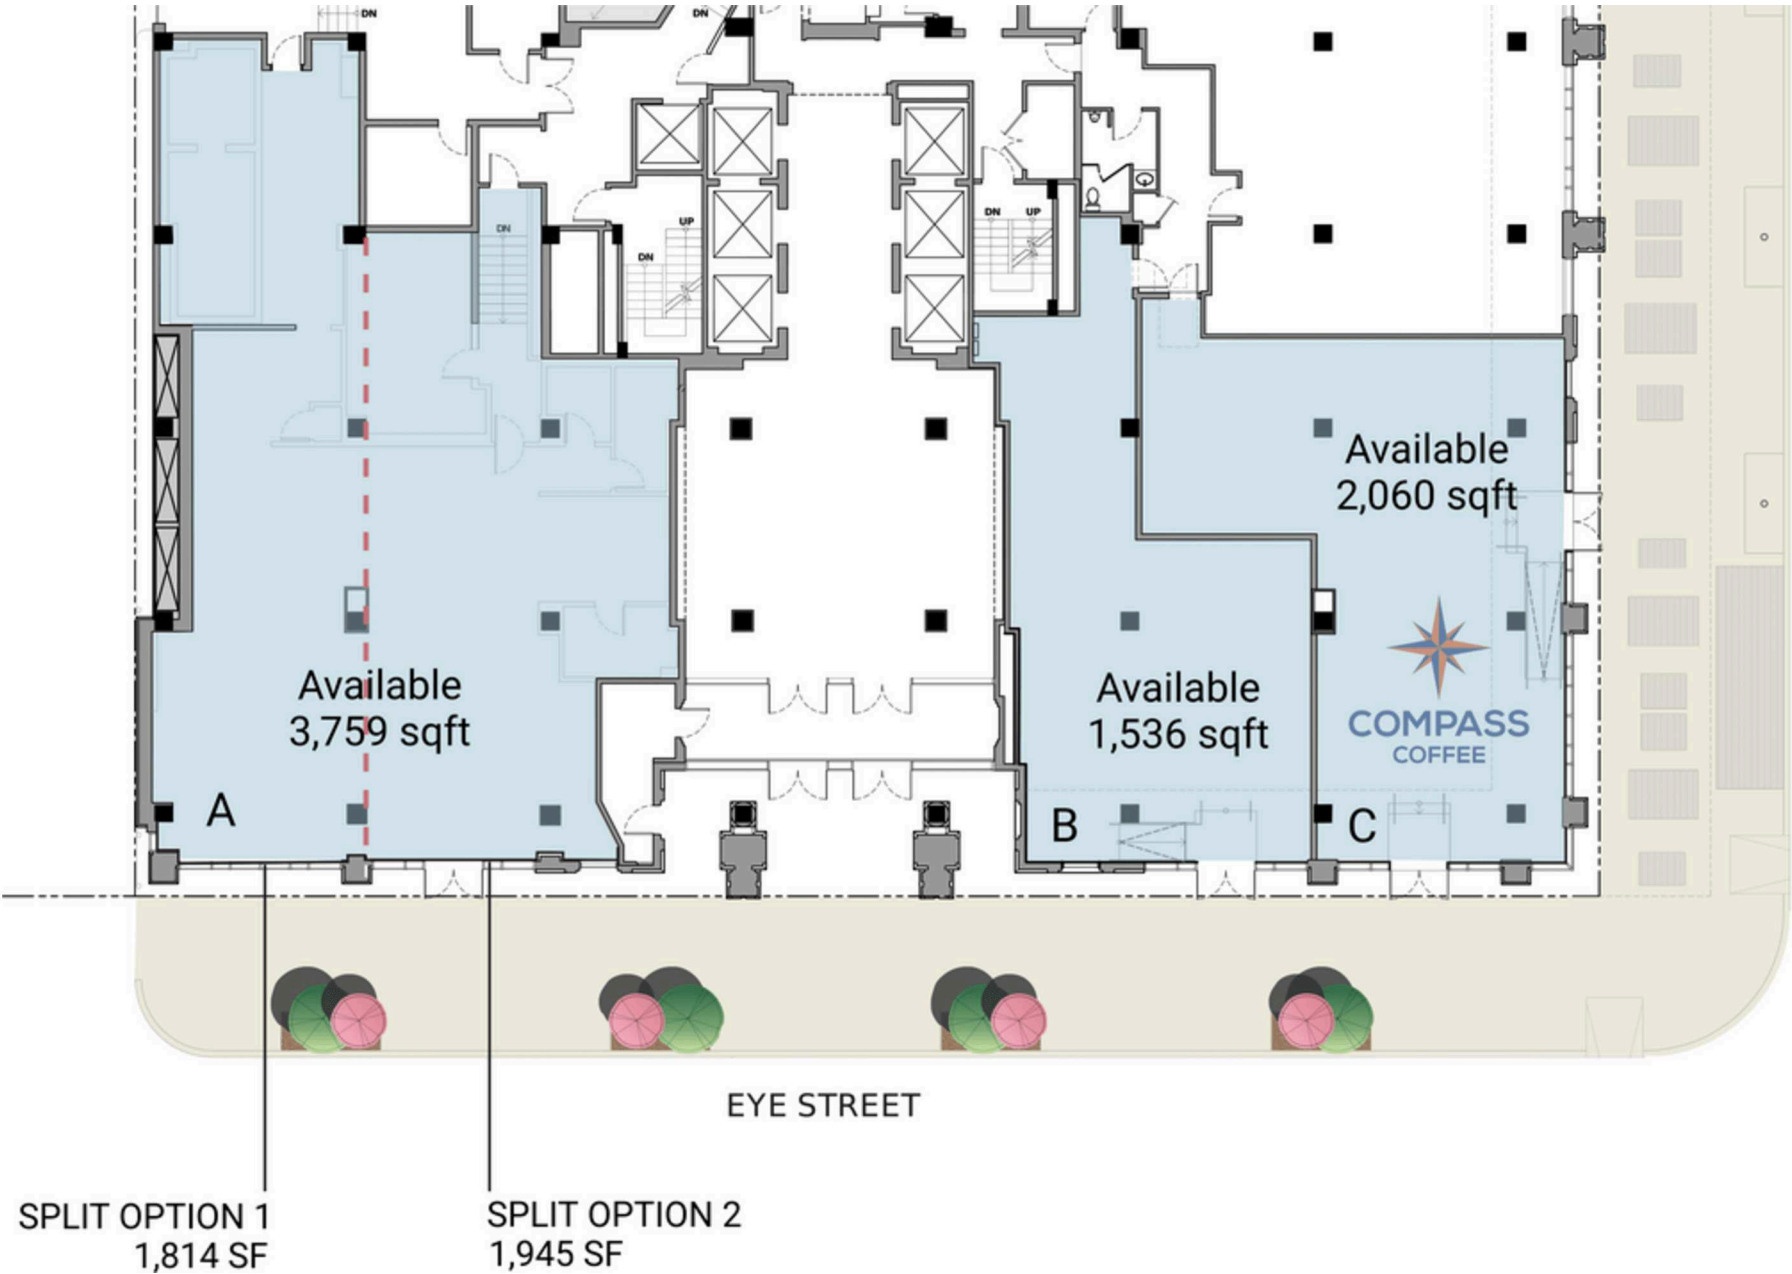 DN
DN
DN
UP
DN
DN
UP
Available
2,060 sqft
Available
3,759 sqft
Available
1,536 sqft
COMPASS
COFFEE
A
B
C
EYE STREET
SPLIT OPTION 1
1,814 SF
SPLIT OPTION 2
1,945 SF